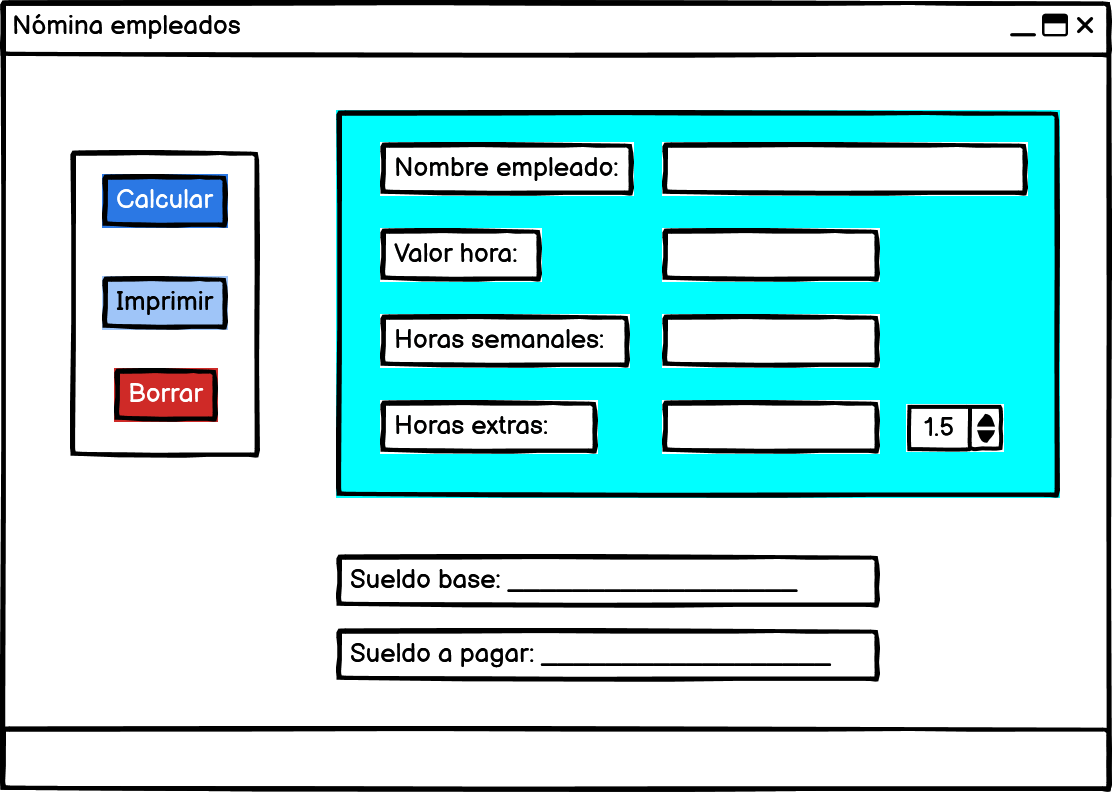 Nómina empleados
Calcular
Imprimir
Borrar
Nombre empleado:
Valor hora:
Horas semanales:
Horas extras:
1.5
Sueldo base: ______________________
Sueldo a pagar: ______________________